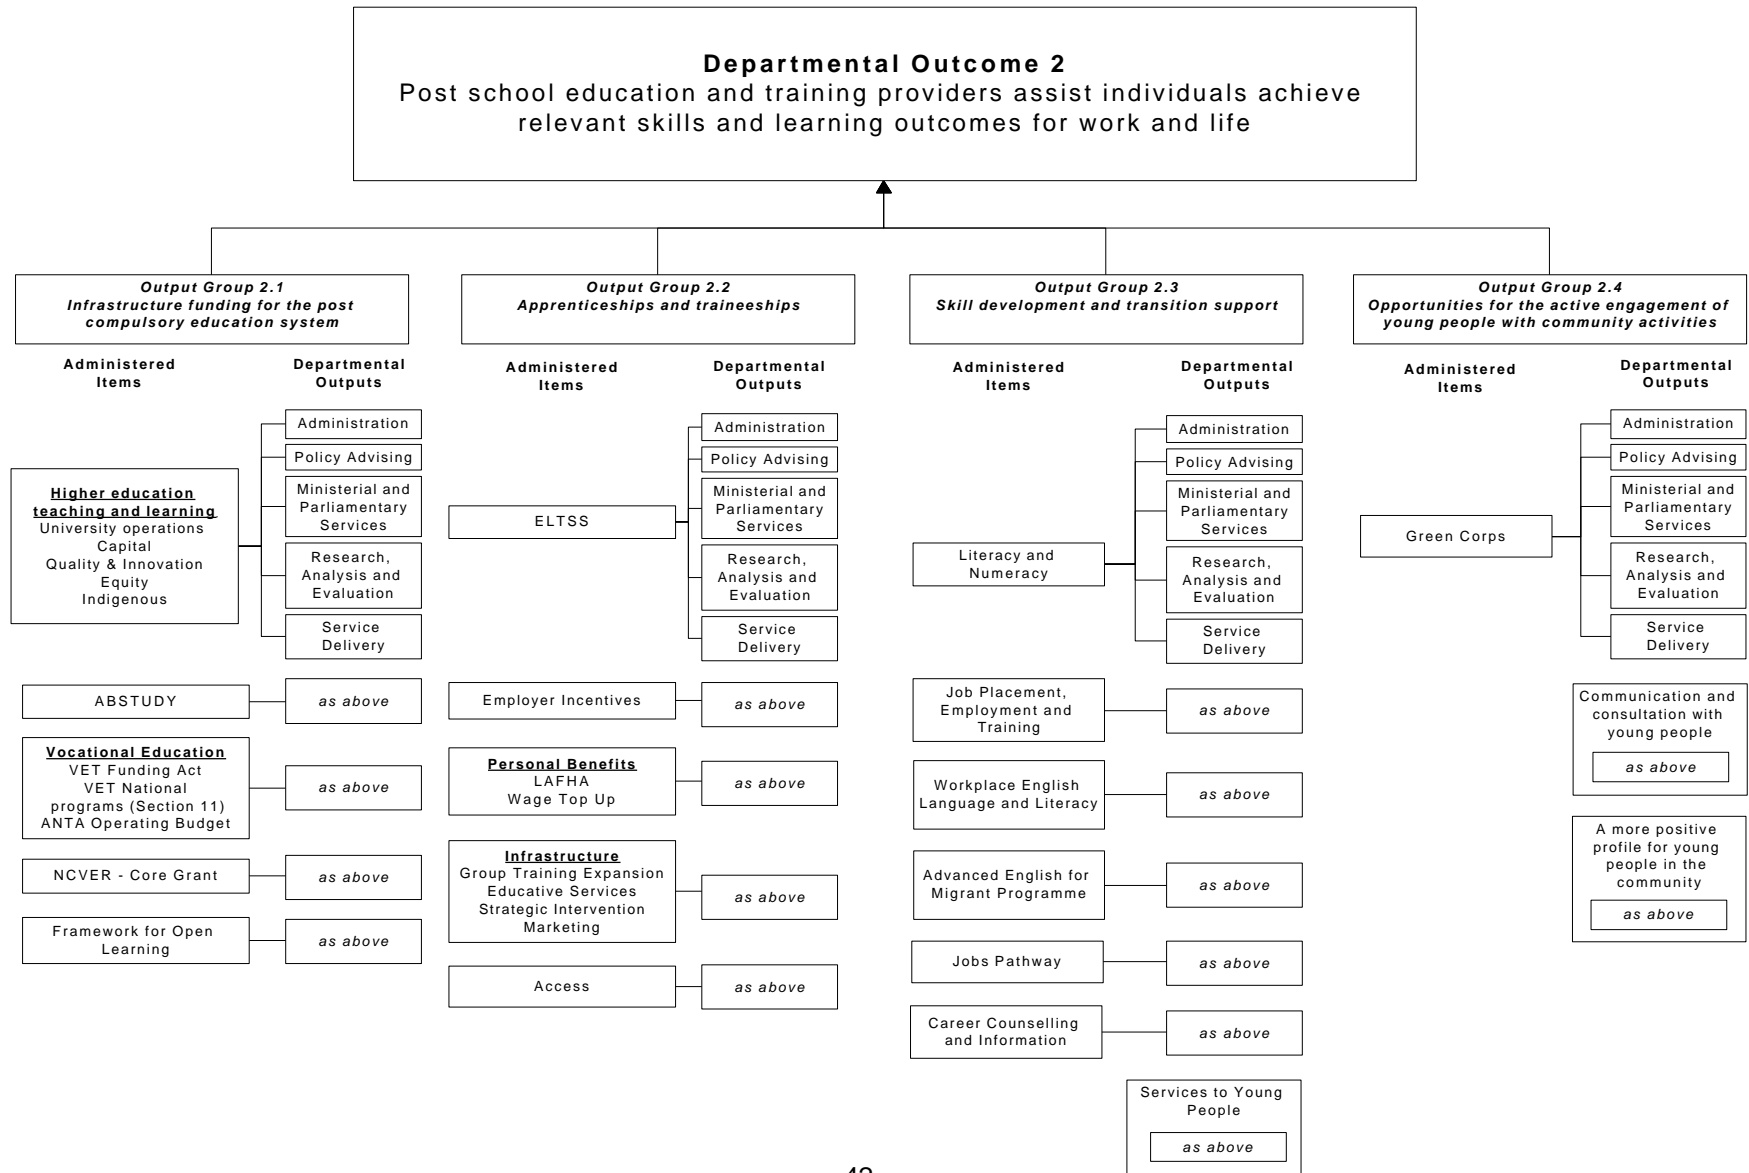 Departmental Outcome 2
Post school education and training providers assist individuals achieve
relevant skills and learning outcomes for work and life
Output Group 2.1
Infrastructure funding for the post
compulsory education system
Administered
Items
Departmental
Outputs
Higher education
teaching and learning
University operations
Capital
Quality & Innovation
Equity
Indigenous
Administration
Policy Advising
Ministerial and
Parliamentary
Services
Research,
Analysis and
Evaluation
Service
Delivery
ABSTUDY
as above
Vocational Education
VET Funding Act
VET National
programs (Section 11)
ANTA Operating Budget
as above
NCVER - Core Grant
as above
Framework for Open
Learning
as above
Output Group 2.2
Apprenticeships and traineeships
Administered
Items
Departmental
Outputs
ELTSS
Administration
Policy Advising
Ministerial and
Parliamentary
Services
Research,
Analysis and
Evaluation
Service
Delivery
Employer Incentives
as above
Personal Benefits
LAFHA
Wage Top Up
as above
Infrastructure
Group Training Expansion
Educative Services
Strategic Intervention
Marketing
as above
Access
as above
Output Group 2.3
Skill development and transition support
Administered
Items
Departmental
Outputs
Literacy and
Numeracy
Administration
Policy Advising
Ministerial and
Parliamentary
Services
Research,
Analysis and
Evaluation
Service
Delivery
Job Placement,
Employment and
Training
as above
Workplace English
Language and Literacy
as above
Advanced English for
Migrant Programme
as above
Jobs Pathway
as above
Career Counselling
and Information
as above
Services to Young
People
as above
Output Group 2.4
Opportunities for the active engagement of
young people with community activities
Administered
Items
Departmental
Outputs
Green Corps
Administration
Policy Advising
Ministerial and
Parliamentary
Services
Research,
Analysis and
Evaluation
Service
Delivery
Communication and
consultation with
young people
as above
A more positive
profile for young
people in the
community
as above